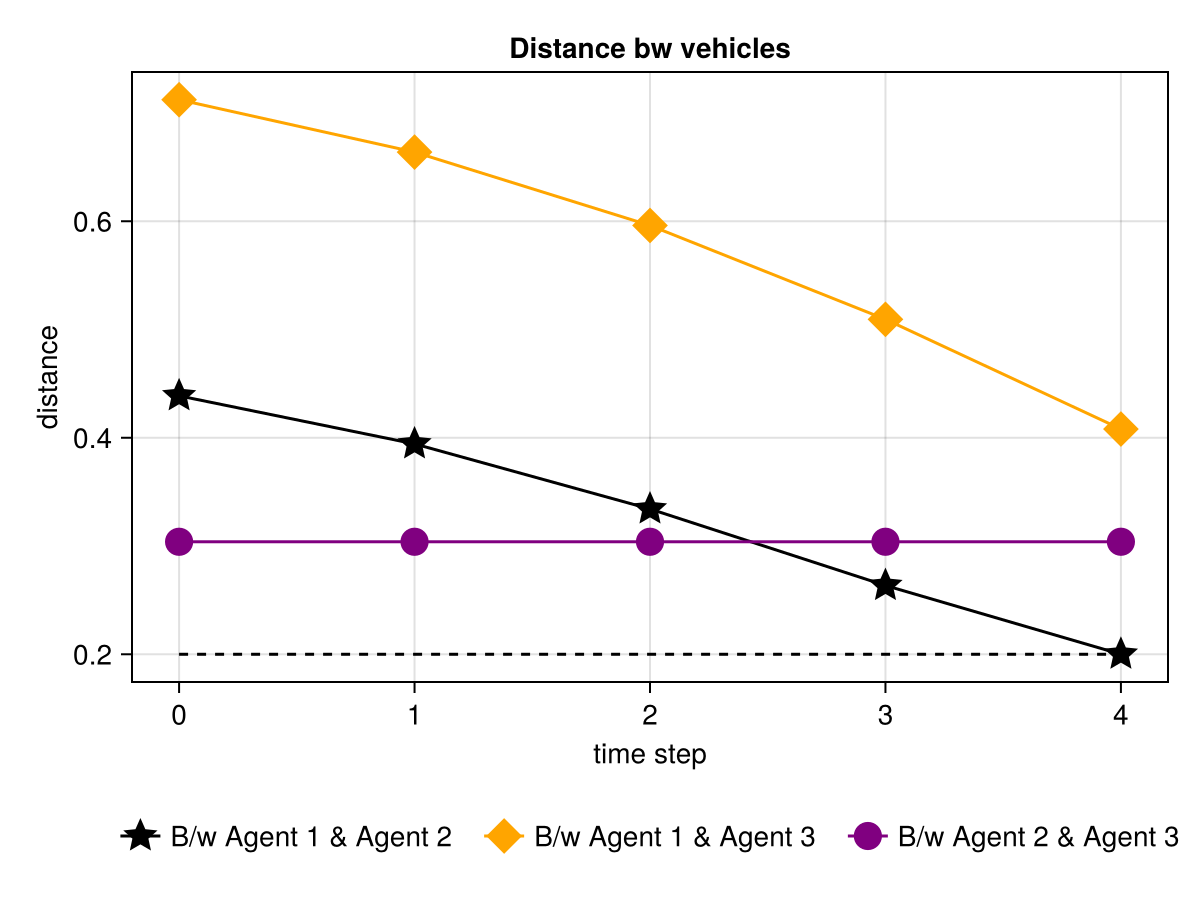 Distance bw vehicles
0.6
0.4
0.2
distance
0 1 2 3 4
time step
B/w Agent 1 & Agent 2 B/w Agent 1 & Agent 3 B/w Agent 2 & Agent 3